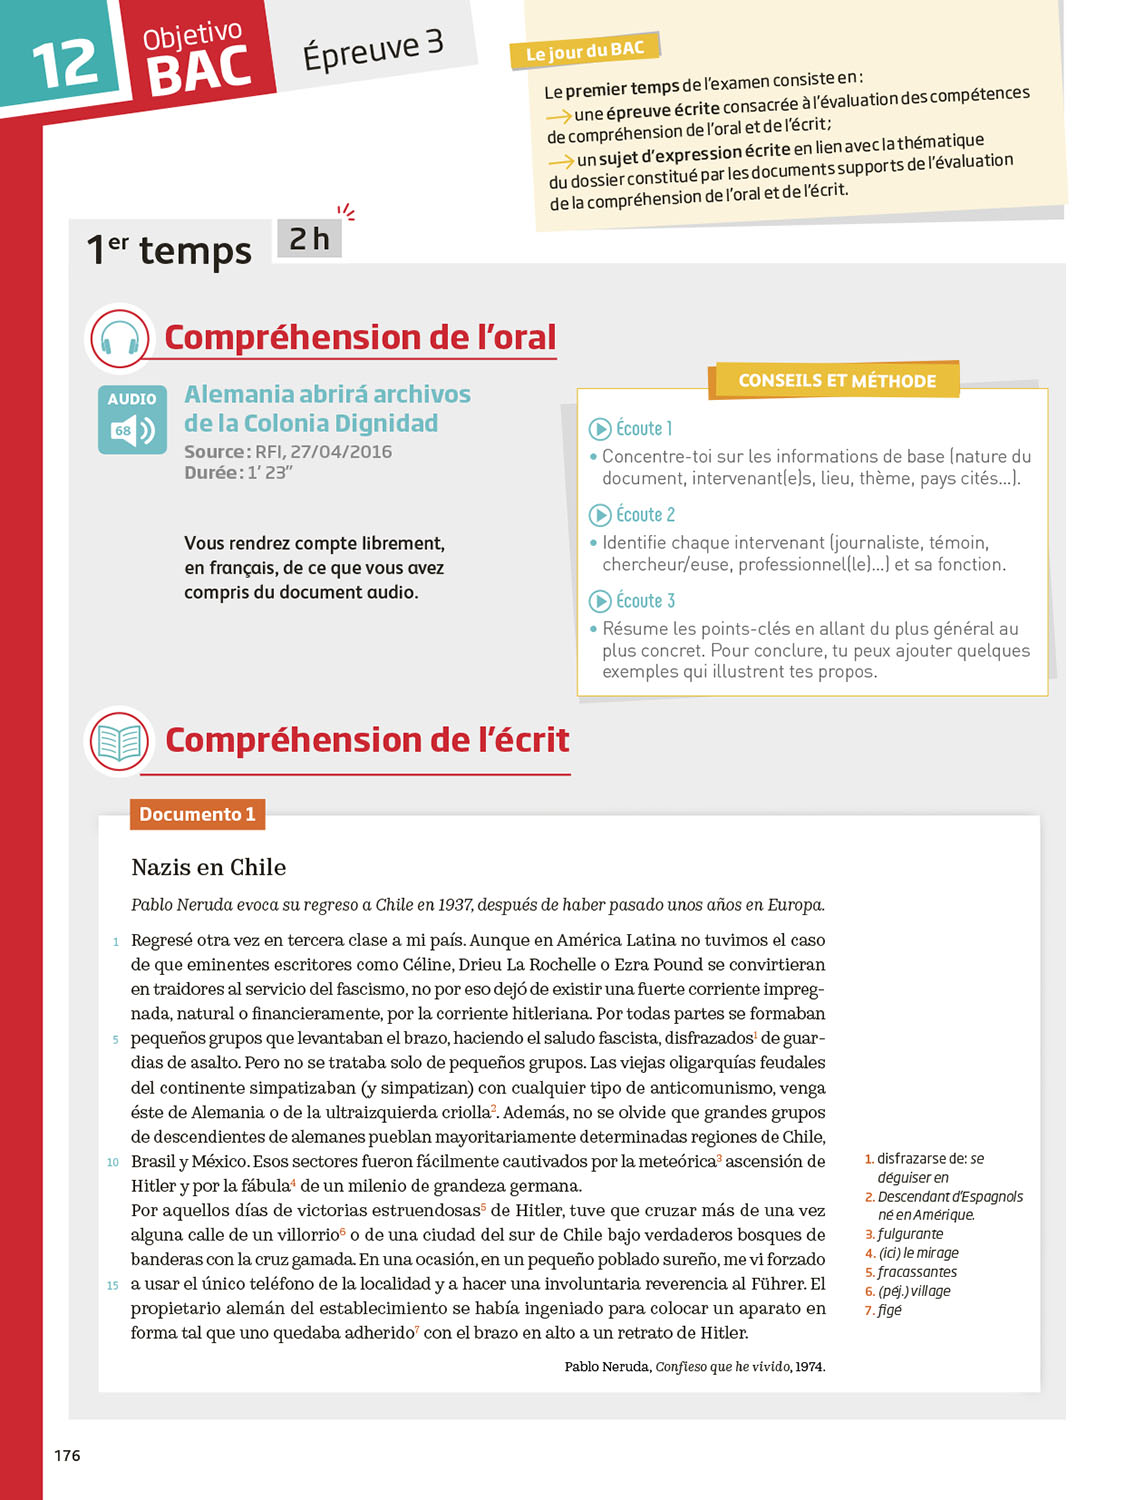 12
Objetivo
BAC
Épreuve 3
Le jour du BAC
Le premier temps de l'examen consiste en :
une épreuve écrite consacrée à l'évaluation des compétences
de compréhension de l'oral et de l'écrit ;
un sujet d'expression écrite en lien avec la thématique
du dossier constitué par les documents supports de l'évaluation
de la compréhension de l'oral et de l'écrit.
1er temps
2 h
Compréhension de l'oral
AUDIO
68
Alemania abrirá archivos
de la Colonia Dignidad
Source : RFI, 27/04/2016
Durée : 1' 23"
Vous rendrez compte librement,
en français, de ce que vous avez
compris du document audio.
CONSEILS ET MÉTHODE
Écoute 1
• Concentre-toi sur les informations de base (nature du
document, intervenant(e)s, lieu, thème, pays cités…).
Écoute 2
• Identifie chaque intervenant (journaliste, témoin,
chercheur/euse, professionnel(le)…) et sa fonction.
Écoute 3
• Résume les points-clés en allant du plus général au
plus concret. Pour conclure, tu peux ajouter quelques
exemples qui illustrent tes propos.
Compréhension de l'écrit
Documento 1
Nazis en Chile
Pablo Neruda evoca su regreso a Chile en 1937, después de haber pasado unos años en Europa.
1 Regresé otra vez en tercera clase a mi país. Aunque en América Latina no tuvimos el caso
de que eminentes escritores como Céline, Drieu La Rochelle o Ezra Pound se convirtieran
en traidores al servicio del fascismo, no por eso dejó de existir una fuerte corriente impreg-
nada, natural o financieramente, por la corriente hitleriana. Por todas partes se formaban
5 pequeños grupos que levantaban el brazo, haciendo el saludo fascista, disfrazados1 de guar-
dias de asalto. Pero no se trataba solo de pequeños grupos. Las viejas oligarquías feudales
del continente simpatizaban (y simpatizan) con cualquier tipo de anticomunismo, venga
éste de Alemania o de la ultraizquierda criolla2. Además, no se olvide que grandes grupos
de descendientes de alemanes pueblan mayoritariamente determinadas regiones de Chile,
10 Brasil y México. Esos sectores fueron fácilmente cautivados por la meteórica3 ascensión de
Hitler y por la fábula4 de un milenio de grandeza germana.
Por aquellos días de victorias estruendosas5 de Hitler, tuve que cruzar más de una vez
alguna calle de un villorrio6 o de una ciudad del sur de Chile bajo verdaderos bosques de
banderas con la cruz gamada. En una ocasión, en un pequeño poblado sureño, me vi forzado
15 a usar el único teléfono de la localidad y a hacer una involuntaria reverencia al Führer. El
propietario alemán del establecimiento se había ingeniado para colocar un aparato en
forma tal que uno quedaba adherido7 con el brazo en alto a un retrato de Hitler.
Pablo Neruda, Confieso que he vivido, 1974.
1. disfrazarse de: se
déguiser en
2. Descendant d'Espagnols
né en Amérique.
3. fulgurante
4. (ici) le mirage
5. fracassantes
6. (péj.) village
7. figé
176